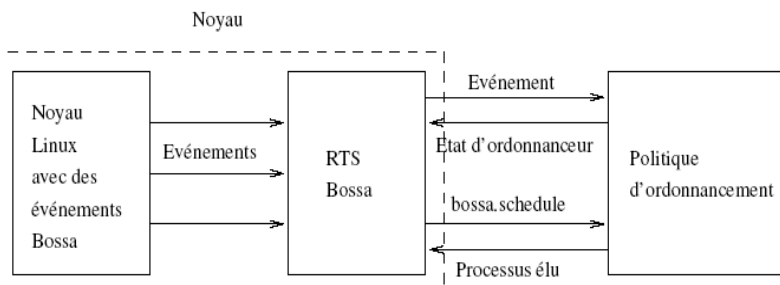 Noyau
Noyau
Linux
avec des
événements
Bossa
Evénements
RTS
Bossa
Evénement
Etat d'ordonnanceur
bossa.schedule
Processus élu
Politique
d'ordonnancement